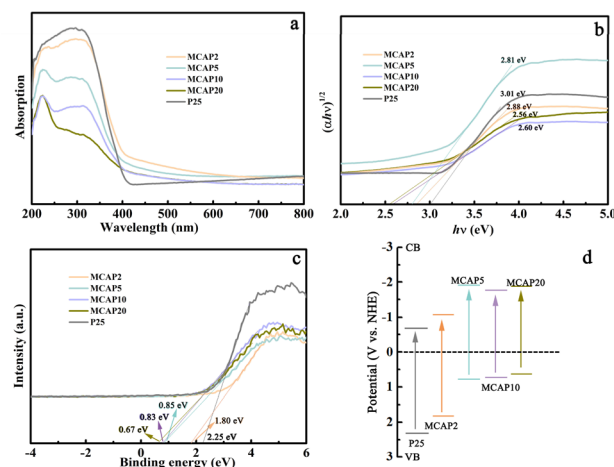 a
MCAP2
MCAP5
MCAP10
MCAP20
P25
Absorption
200 300 400 500 600 700 800
Wavelength (nm)
b
MCAP2
MCAP5
MCAP10
MCAP20
P25
2.81 eV
3.01 eV
2.88 eV
2.56 eV
2.60 eV
(αhν)1/2
2.0 2.5 3.0 3.5 4.0 4.5 5.0
hν (eV)
c
MCAP2
MCAP5
MCAP10
MCAP20
P25
Intensity (a.u.)
0.85 eV
0.83 eV
0.67 eV
1.80 eV
2.25 eV
-4 -2 0 2 4 6
Binding energy (eV)
d
-3
CB
MCAP5
MCAP20
-2
-1
0
1
MCAP10
2
P25
MCAP2
3
VB
Potential (V vs. NHE)